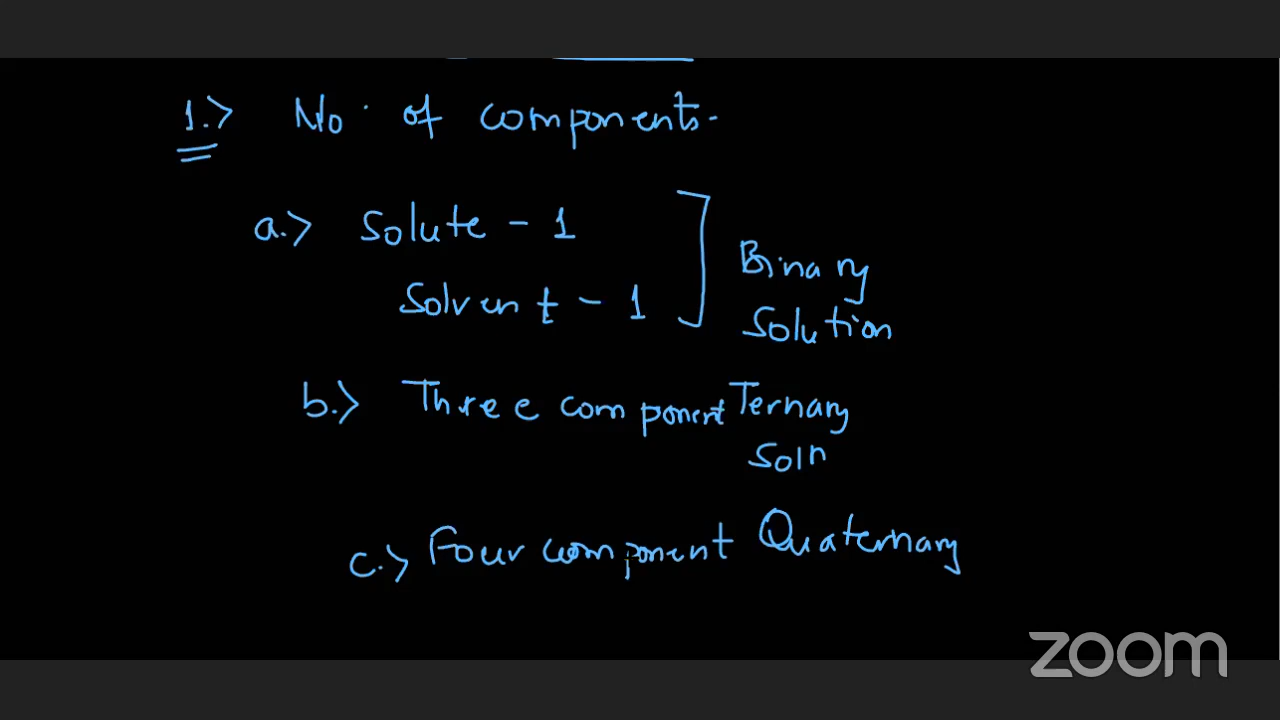 1.> No. of components.
a.> Solute - 1
Solvent - 1
Binary
Solution
b.> Three component Ternary
Soln
c.> Four component Quaternary
zoom